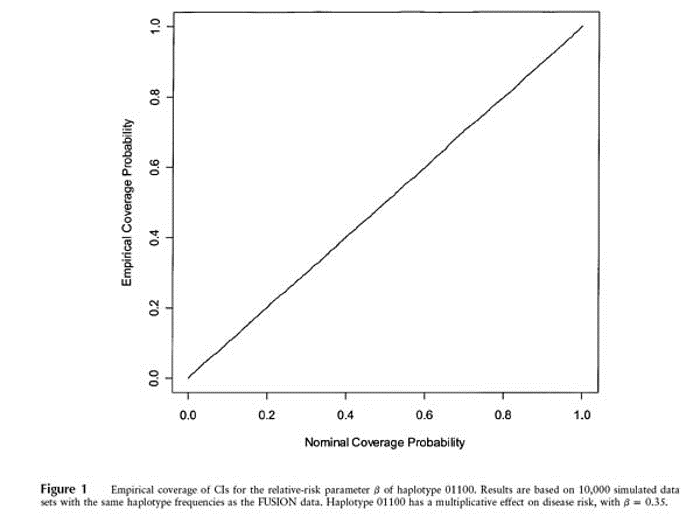 1.0
0.8
0.6
0.4
0.2
0.0
Empirical Coverage Probability
0.0 0.2 0.4 0.6 0.8 1.0
Nominal Coverage Probability
Figure 1 Empirical coverage of CIs for the relative-risk parameter β of haplotype 01100. Results are based on 10,000 simulated data
sets with the same haplotype frequencies as the FUSION data. Haplotype 01100 has a multiplicative effect on disease risk, with β = 0.35.